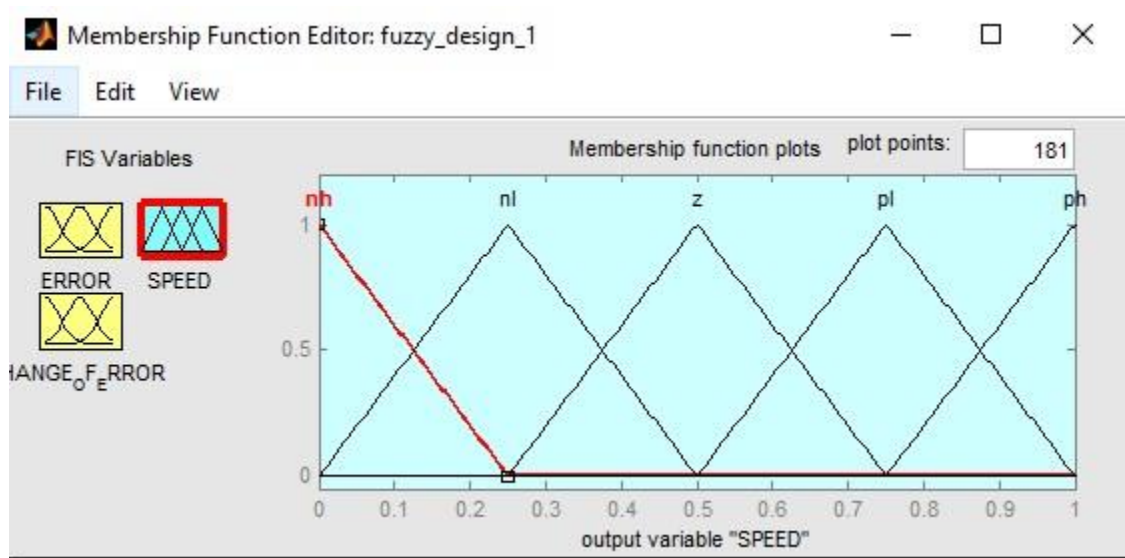 Membership Function Editor: fuzzy_design_1
File Edit View
FIS Variables
Membership function plots plot points: 181
nh nl z pl ph
1
ERROR SPEED
0.5
HANGE_OF_ERROR
0
0 0.1 0.2 0.3 0.4 0.5 0.6 0.7 0.8 0.9 1
output variable "SPEED"